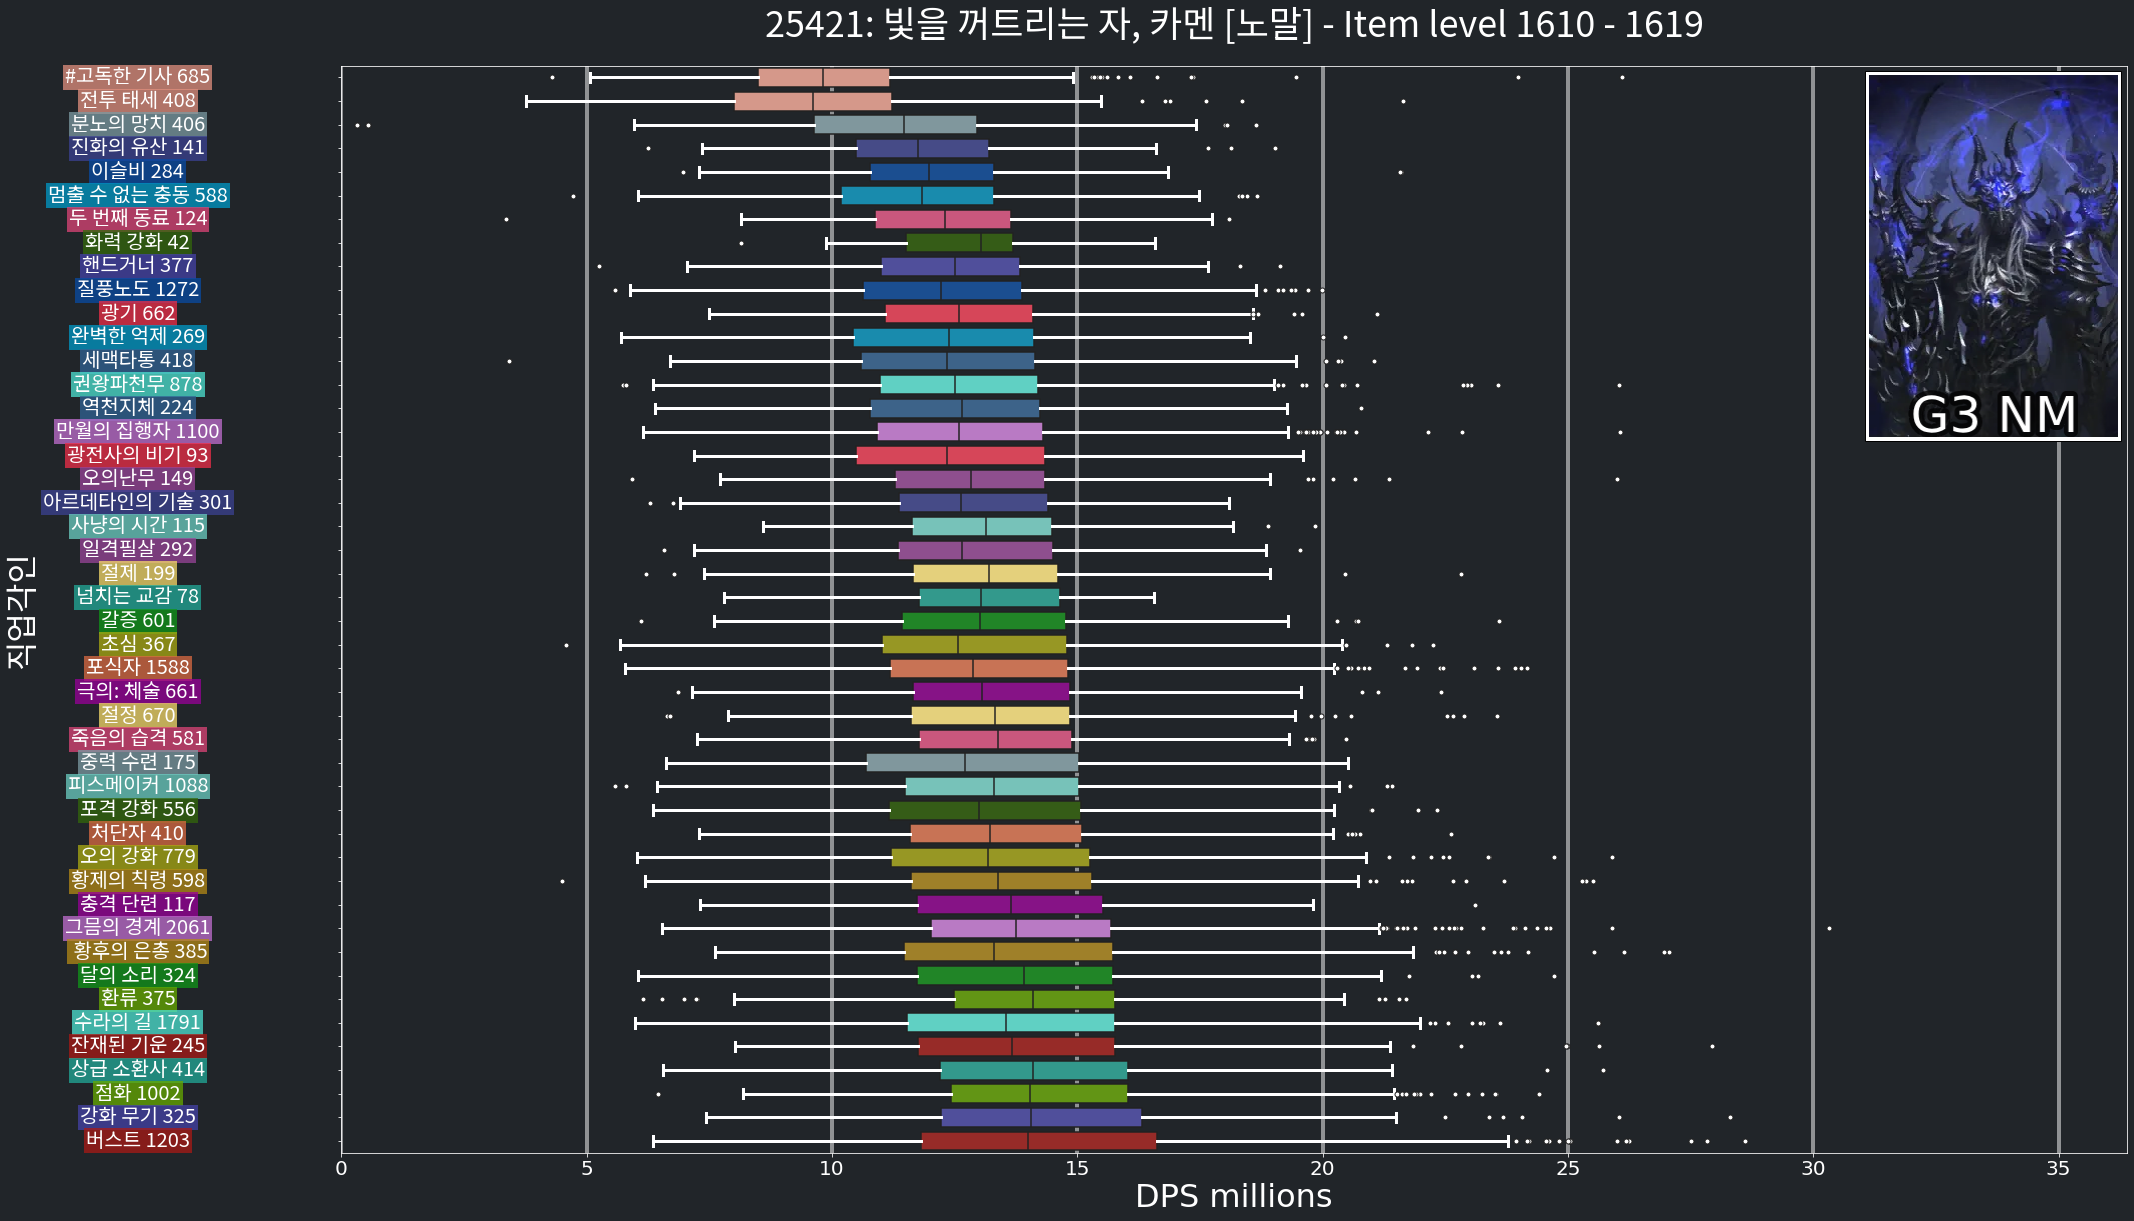 25421: 빛을 꺼트리는 자, 카멘 [노말] - Item level 1610 - 1619
#고독한 기사 685
전투 태세 408
분노의 망치 406
진화의 유산 141
이슬비 284
멈출 수 없는 충동 588
두 번째 동료 124
화력 강화 42
핸드거너 377
질풍노도 1272
광기 662
완벽한 억제 269
세맥타통 418
권왕파천무 878
역천지체 224
만월의 집행자 1100
광전사의 비기 93
오의난무 149
아르데타인의 기술 301
사냥의 시간 115
일격필살 292
절제 199
넘치는 교감 78
갈증 601
초심 367
포식자 1588
극의: 체술 661
절정 670
죽음의 습격 581
중력 수련 175
피스메이커 1088
포격 강화 556
처단자 410
오의 강화 779
황제의 칙령 598
충격 단련 117
그믐의 경계 2061
황후의 은총 385
달의 소리 324
환류 375
수라의 길 1791
잔재된 기운 245
상급 소환사 414
점화 1002
강화 무기 325
버스트 1203
직업각인
G3 NM
0 5 10 15 20 25 30 35
DPS millions